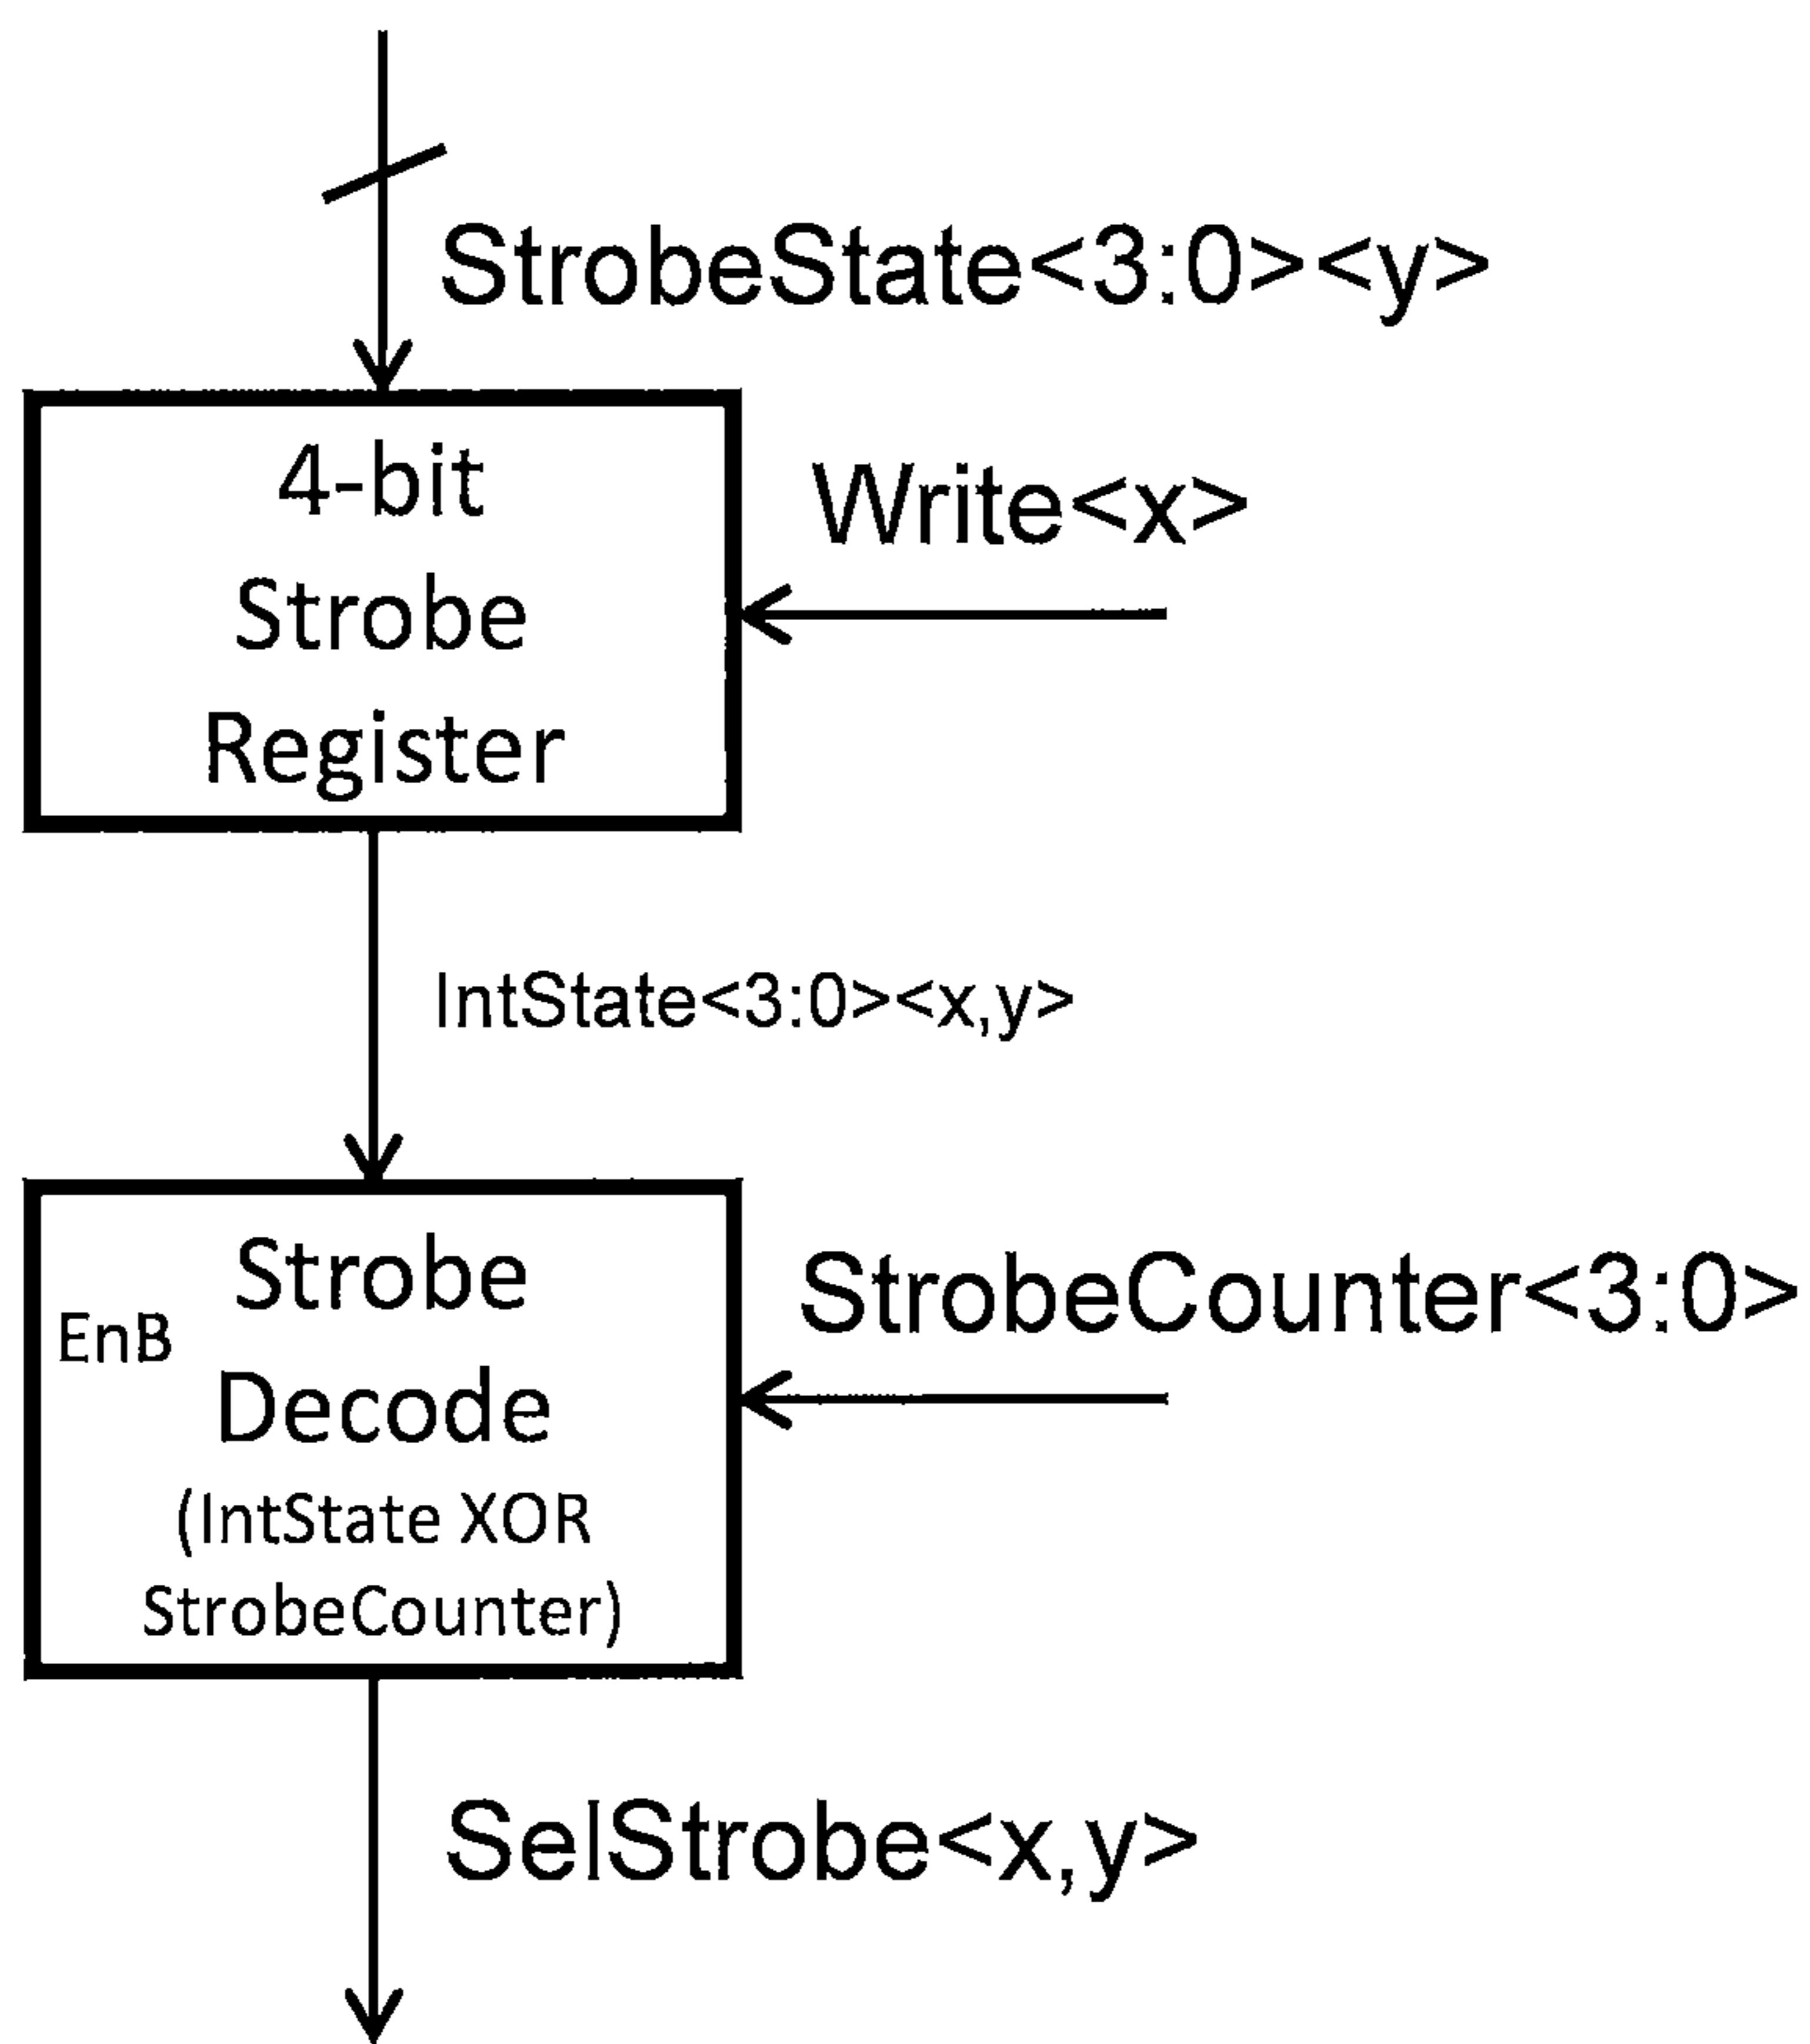 StrobeState<3:0><y>
4-bit
Strobe
Register
Write<x>
IntState<3:0><x,y>
Strobe
EnB
Decode
(IntState XOR
StrobeCounter)
StrobeCounter<3:0>
SelStrobe<x,y>